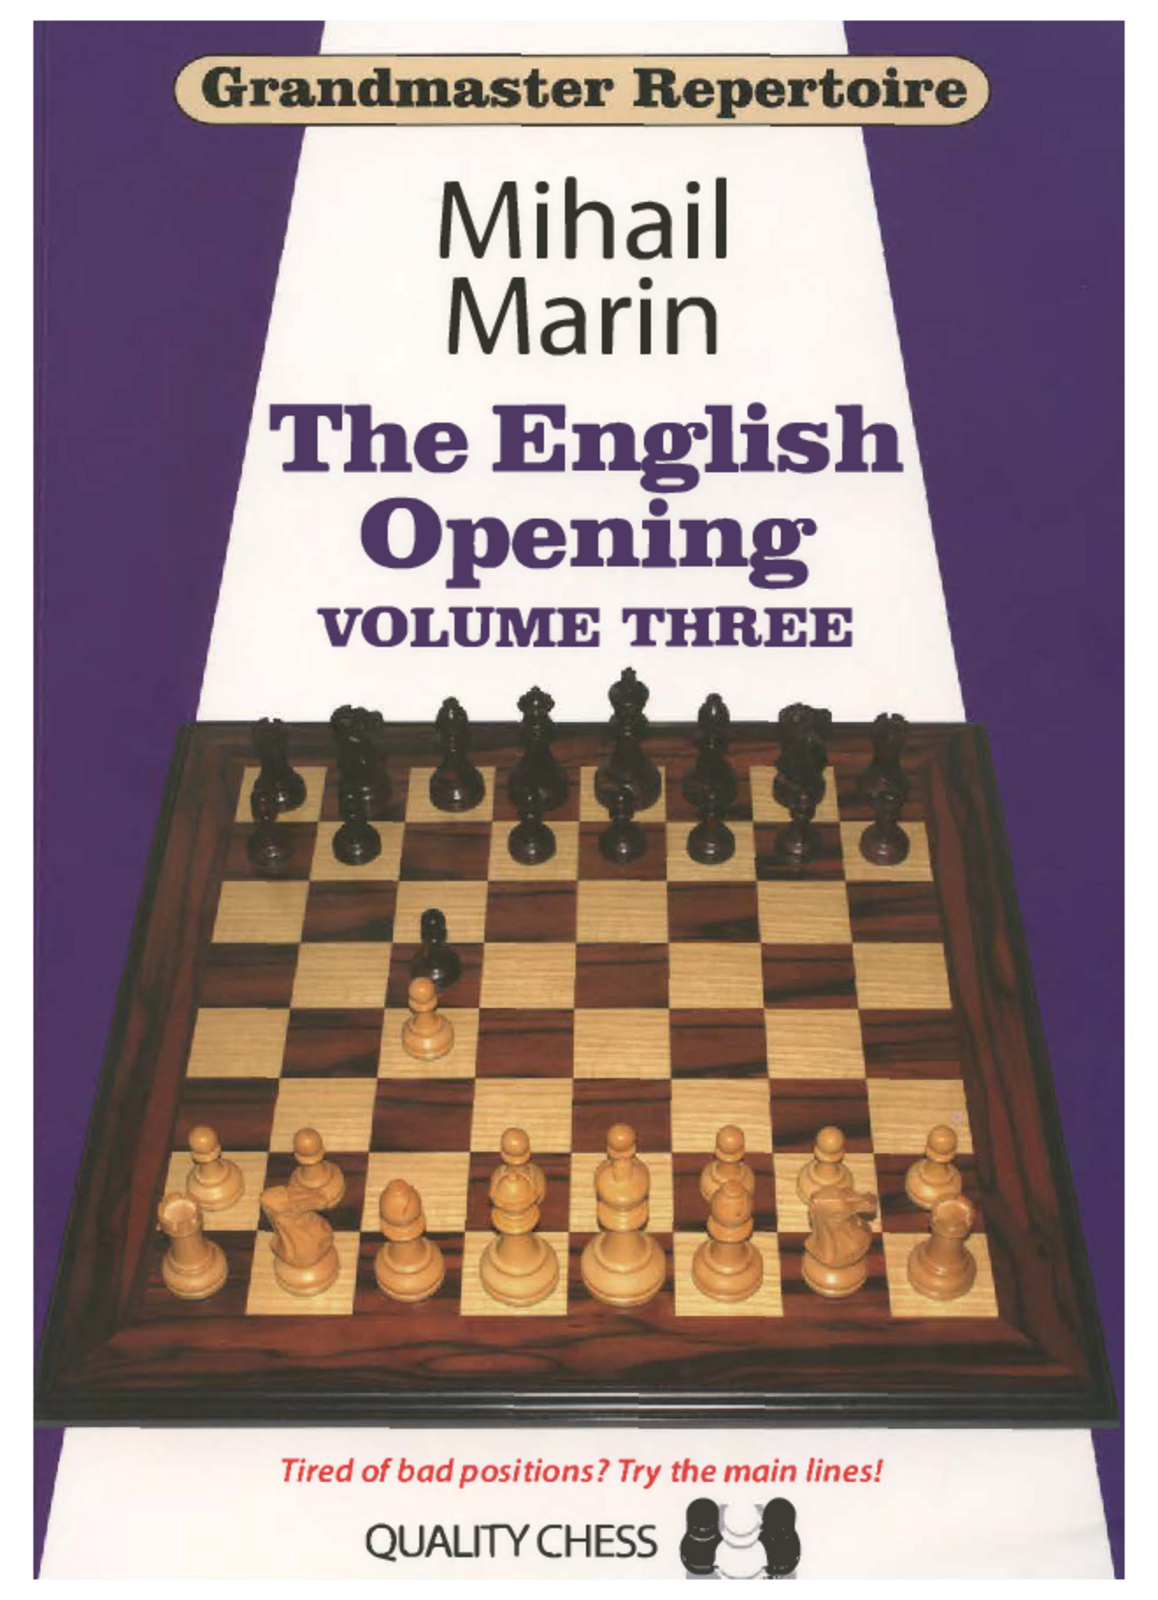 Grandmaster Repertoire
Mihail
Marin
The English
Opening
VOLUME THREE
Tired of bad positions? Try the main lines!
QUALITY CHESS